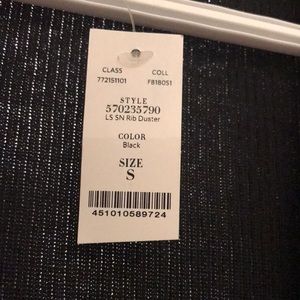 CLASS COLL
772151101 F818051
STYLE
570235790
LS SN Rib Duster
COLOR
Black
SIZE
S
451010589724